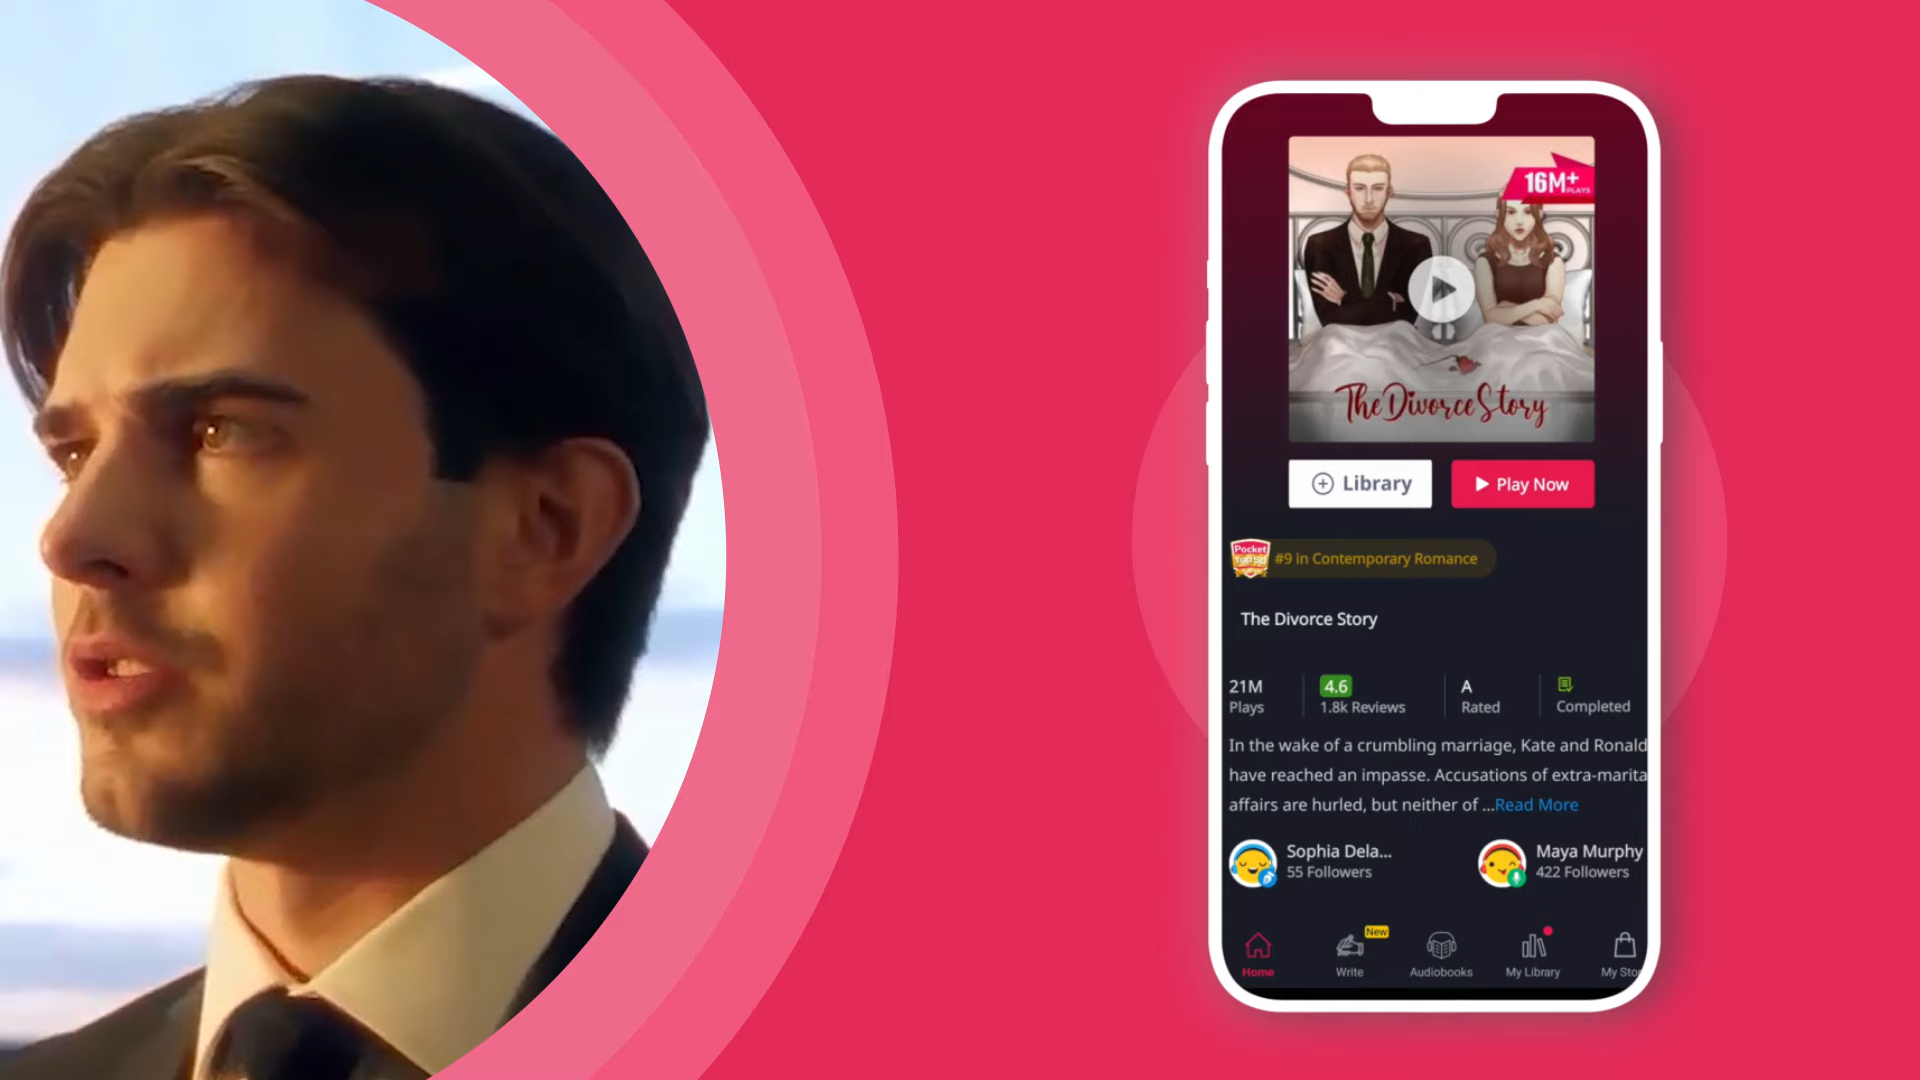 16M+
PLAYS
The Divorce Story
Library
Play Now
Pocket
TOP 50
#9 in Contemporary Romance
The Divorce Story
21M
Plays
4.6
1.8k Reviews
A
Rated
Completed
In the wake of a crumbling marriage, Kate and Ronald
have reached an impasse. Accusations of extra-marita
affairs are hurled, but neither of ...Read More
Sophia Dela...
55 Followers
Maya Murphy
422 Followers
New
Home
Write
Audiobooks
My Library
My Sto